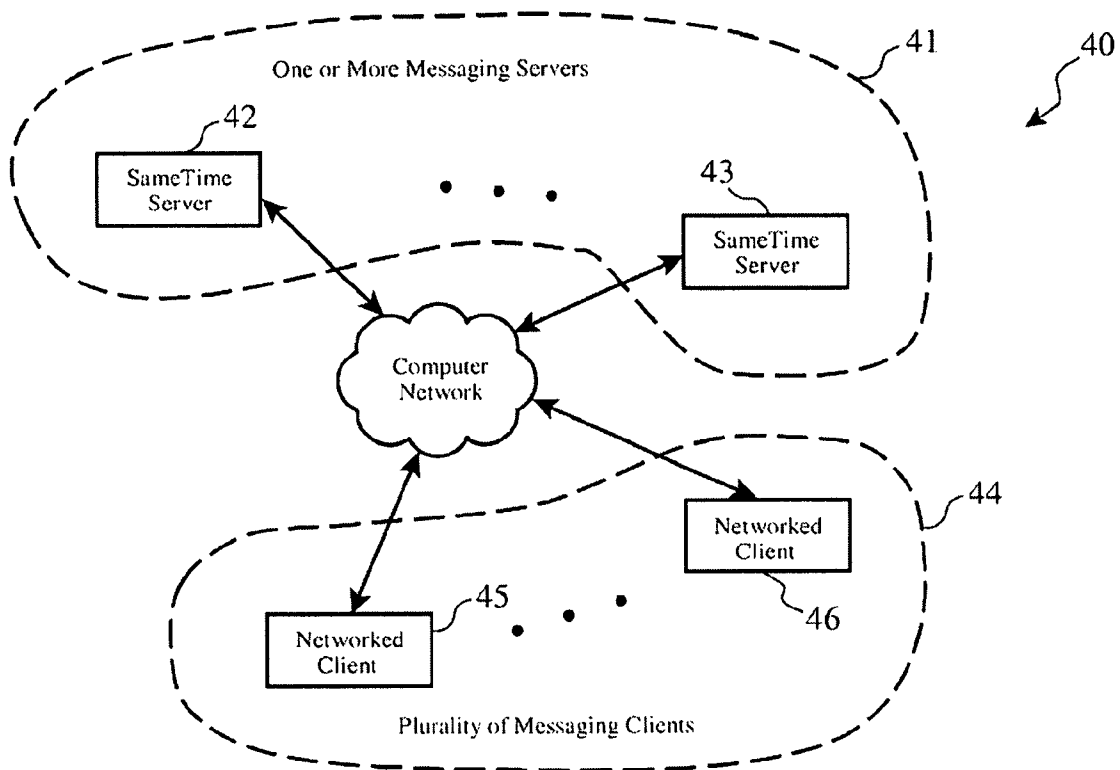 One or More Messaging Servers
41
40
42
SameTime
Server
43
SameTime
Server
Computer
Network
44
Networked
Client
46
45
Networked
Client
Plurality of Messaging Clients